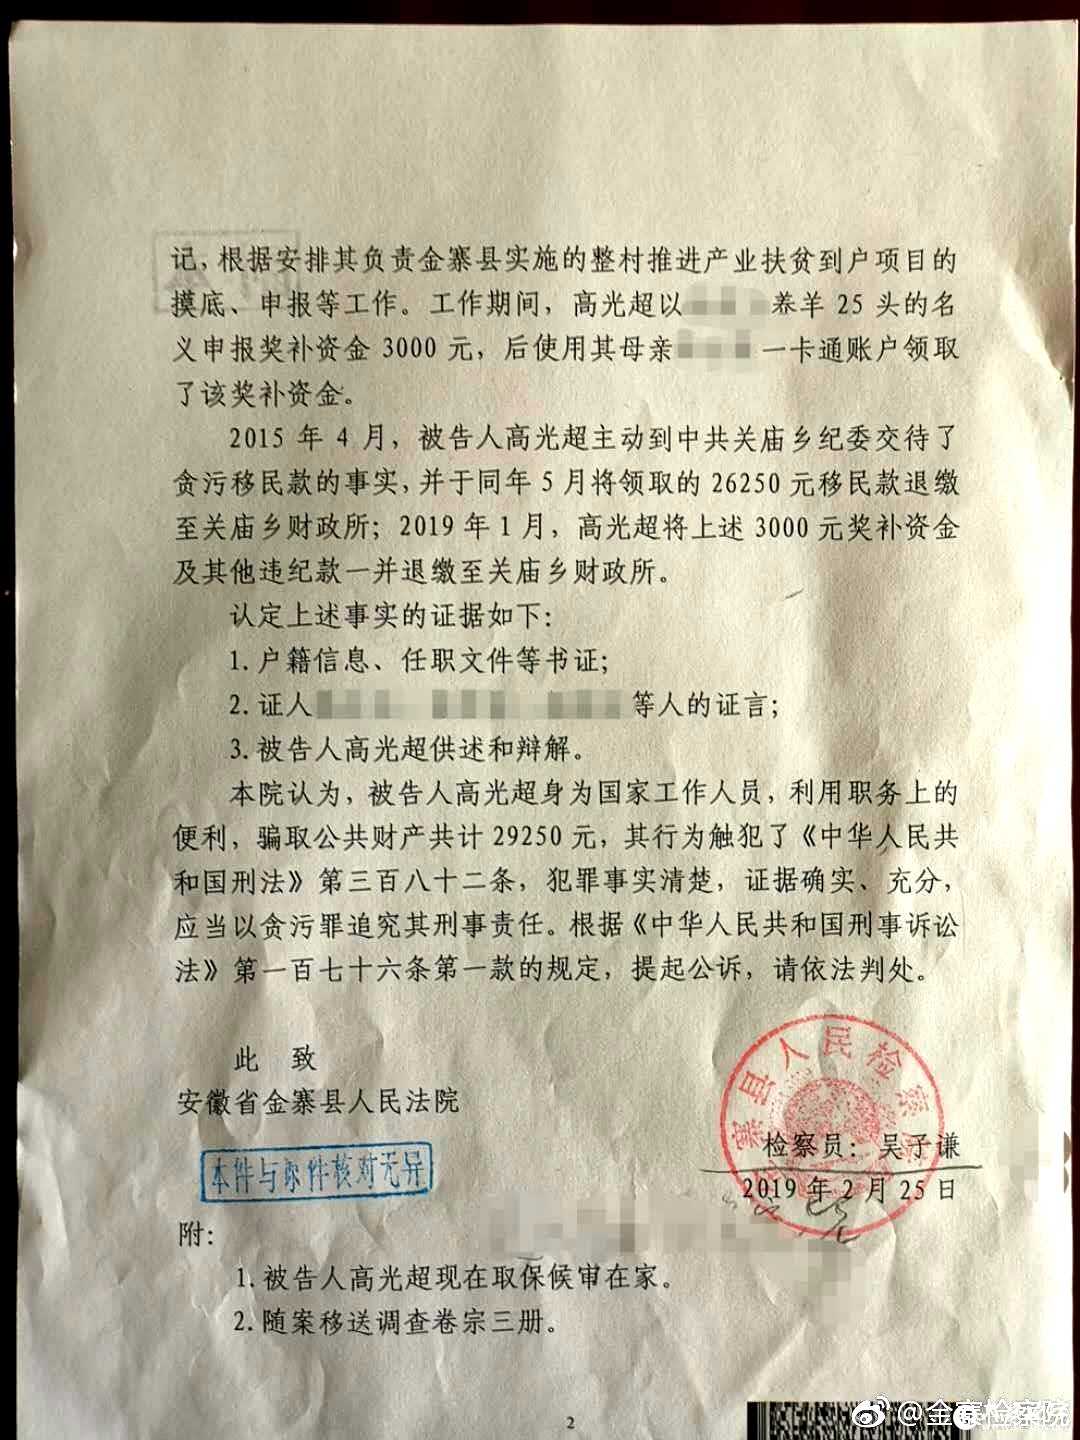 记，根据安排其负责金寨县实施的整村推进产业扶贫到户项目的
摸底、申报等工作。工作期间，高光超以养羊 25 头的名
义申报奖补资金 3000 元，后使用其母亲一卡通账户领取
了该奖补资金。
2015 年 4 月，被告人高光超主动到中共关庙乡纪委交待了
贪污移民款的事实，并于同年 5 月将领取的 26250 元移民款退缴
至关庙乡财政所；2019 年 1 月，高光超将上述 3000 元奖补资金
及其他违纪款一并退缴至关庙乡财政所。
认定上述事实的证据如下：
1. 户籍信息、任职文件等书证；
2. 证人等人的证言；
3. 被告人高光超供述和辩解。
本院认为，被告人高光超身为国家工作人员，利用职务上的
便利，骗取公共财产共计 29250 元，其行为触犯了《中华人民共
和国刑法》第三百八十二条，犯罪事实清楚，证据确实、充分，
应当以贪污罪追究其刑事责任。根据《中华人民共和国刑事诉讼
法》第一百七十六条第一款的规定，提起公诉，请依法判处。
此 致
安徽省金寨县人民法院
寨县人民检察
检察员：吴子谦
2019 年 2 月 25 日
本件与原件核对无异
附：
1. 被告人高光超现在取保候审在家。
2. 随案移送调查卷宗三册。
2